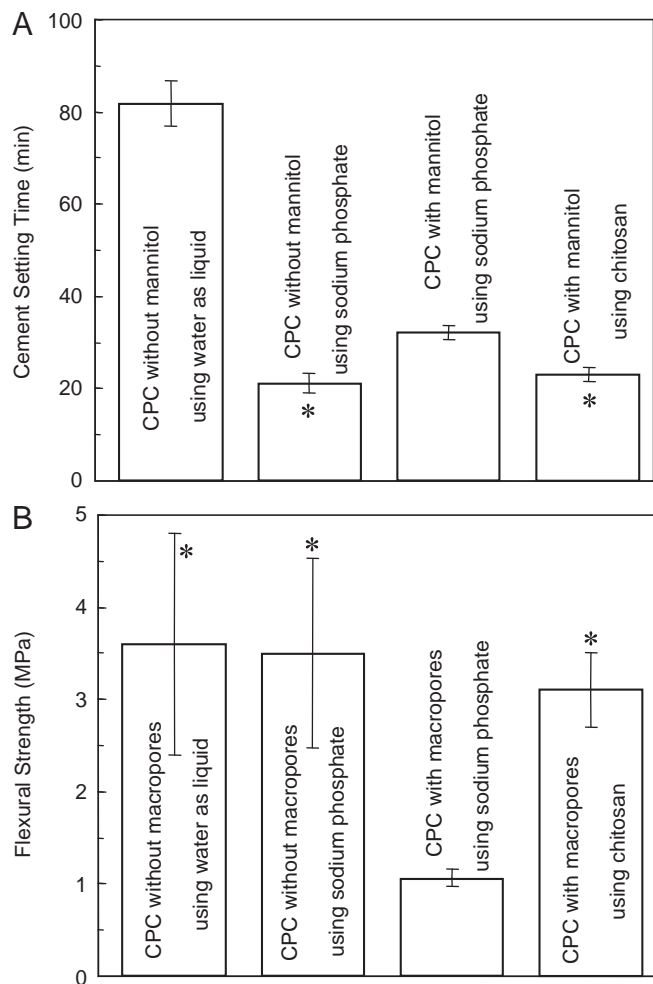 A
100
80
60
40
20
0
Cement Setting Time (min)
CPC without mannitol
using water as liquid
CPC without mannitol
using sodium phosphate
*
CPC with mannitol
using sodium phosphate
CPC with mannitol
using chitosan
*
B
5
4
3
2
1
0
Flexural Strength (MPa)
CPC without macropores
using water as liquid
*
CPC without macropores
using sodium phosphate
*
CPC with macropores
using sodium phosphate
CPC with macropores
using chitosan
*